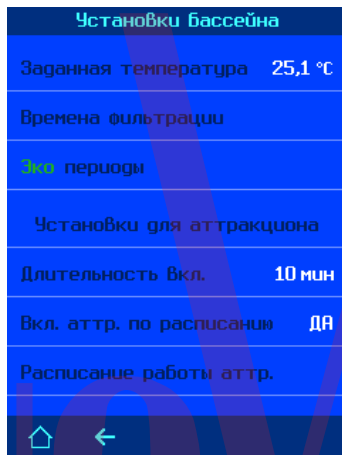 Установки бассейна
Заданная температура 25,1 °C
Времена фильтрации
Эко периоды
Установки для аттракциона
Длительность Вкл. 10 мин
Вкл. аттр. по расписанию ДА
Расписание работы аттр.